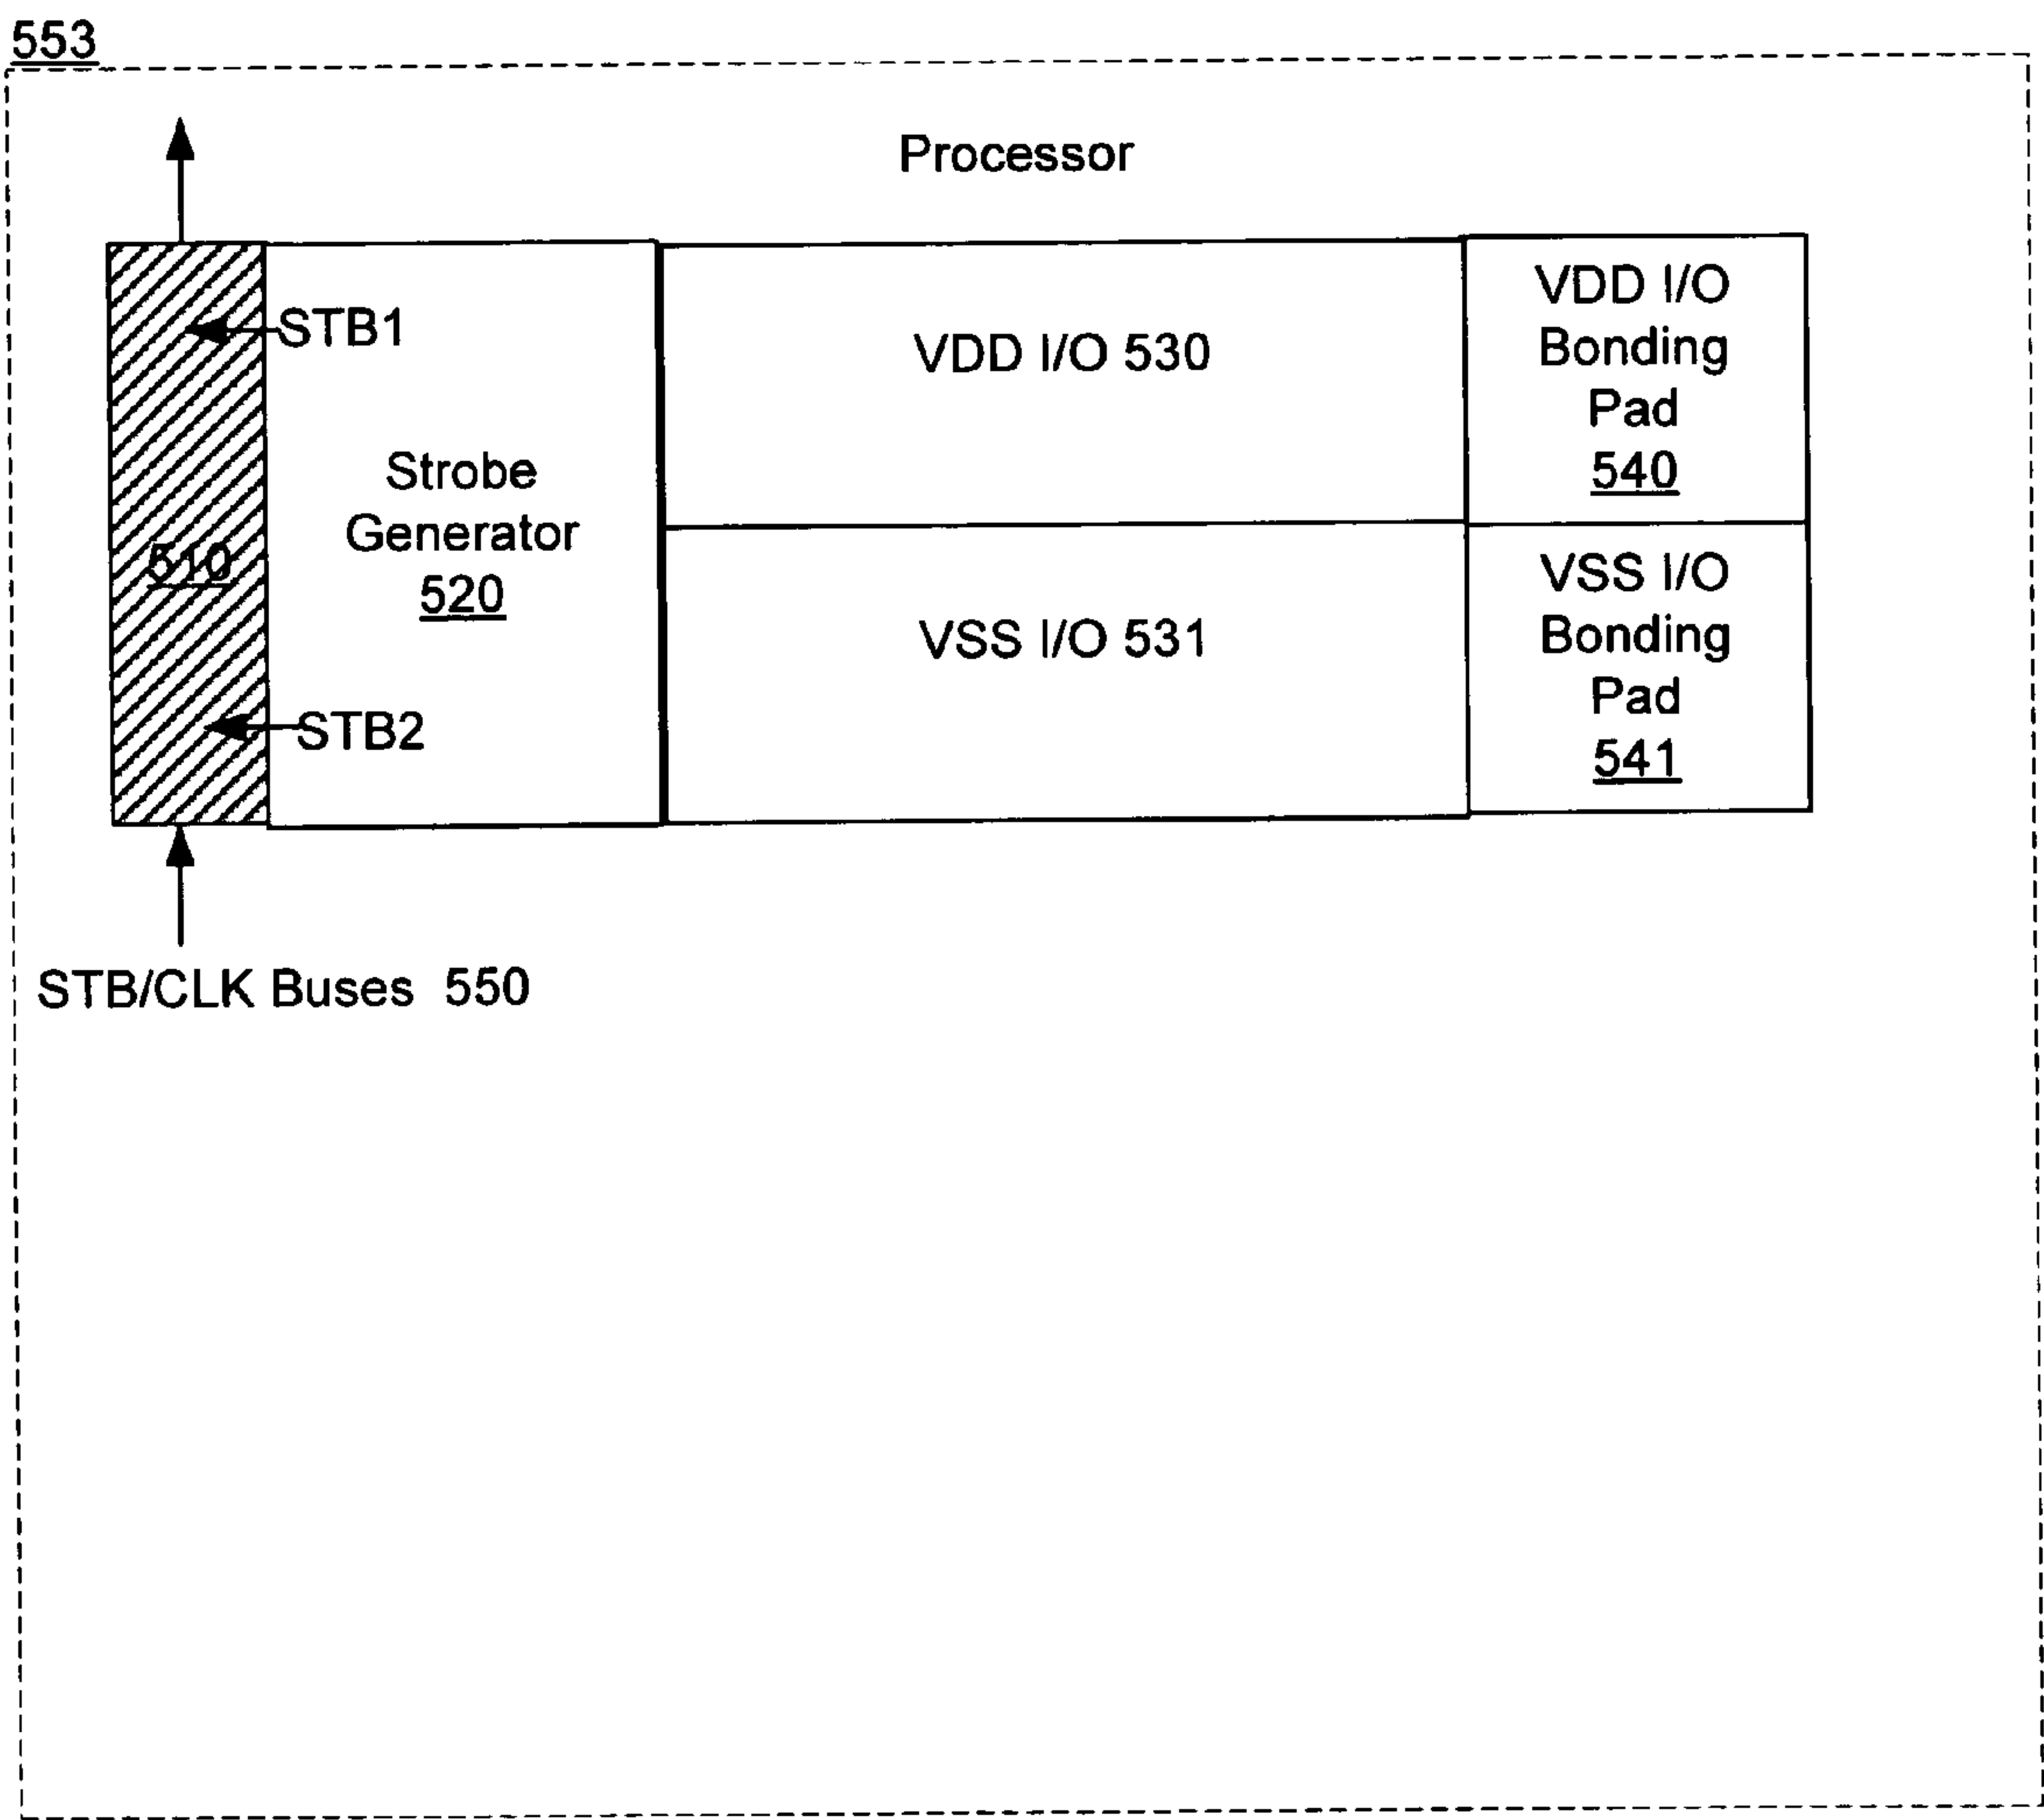 553
Processor
STB1
VDD I/O 530
VDD I/O
Bonding
Pad
540
Strobe
Generator
520
510
STB2
VSS I/O 531
VSS I/O
Bonding
Pad
541
STB/CLK Buses 550